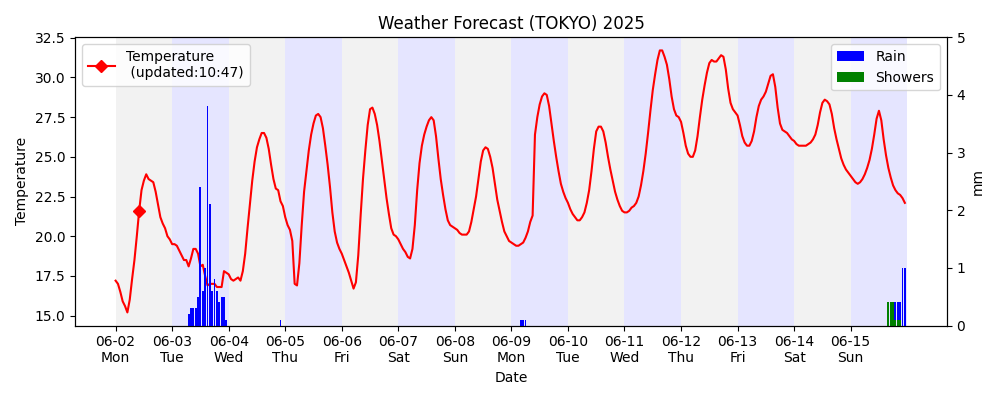 Weather Forecast (TOKYO) 2025
Temperature
(updated:10:47)
Rain
Showers
32.5
30.0
27.5
25.0
22.5
20.0
17.5
15.0
Temperature
5
4
3
2
1
0
mm
06-02 06-03 06-04 06-05 06-06 06-07 06-08 06-09 06-10 06-11 06-12 06-13 06-14 06-15
Mon Tue Wed Thu Fri Sat Sun Mon Tue Wed Thu Fri Sat Sun
Date